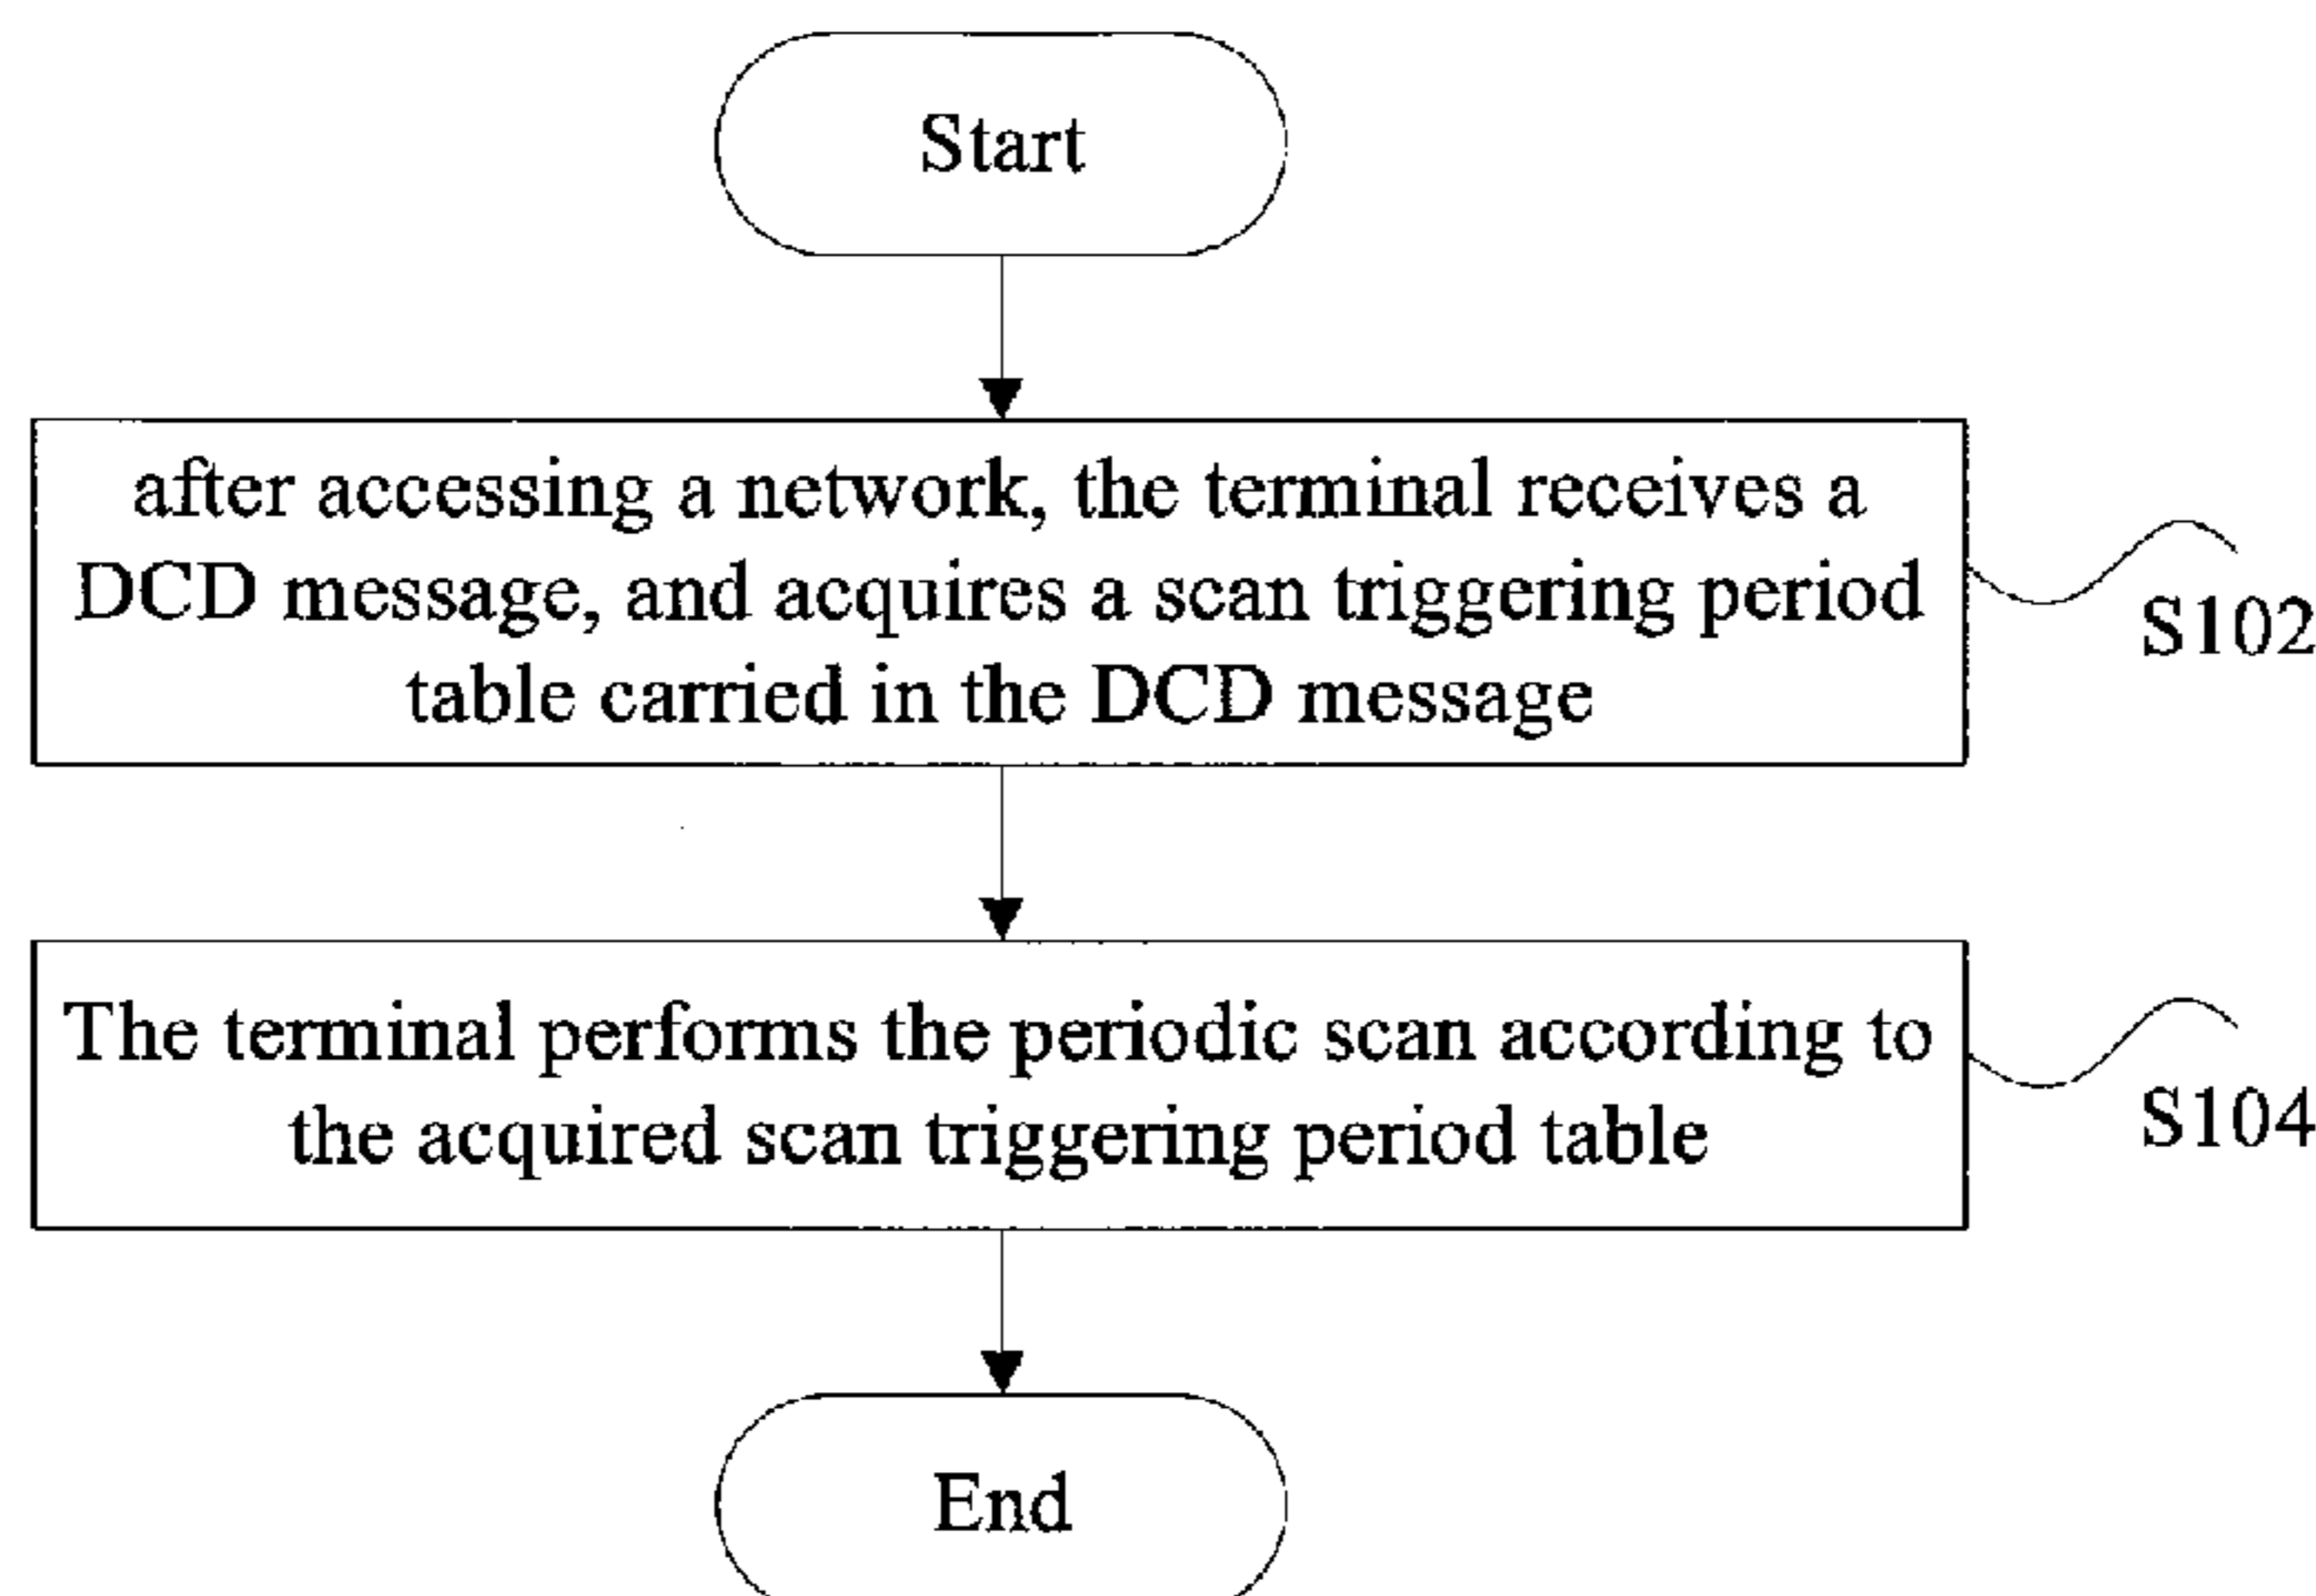 Start
after accessing a network, the terminal receives a
DCD message, and acquires a scan triggering period
table carried in the DCD message
S102
The terminal performs the periodic scan according to
the acquired scan triggering period table
S104
End